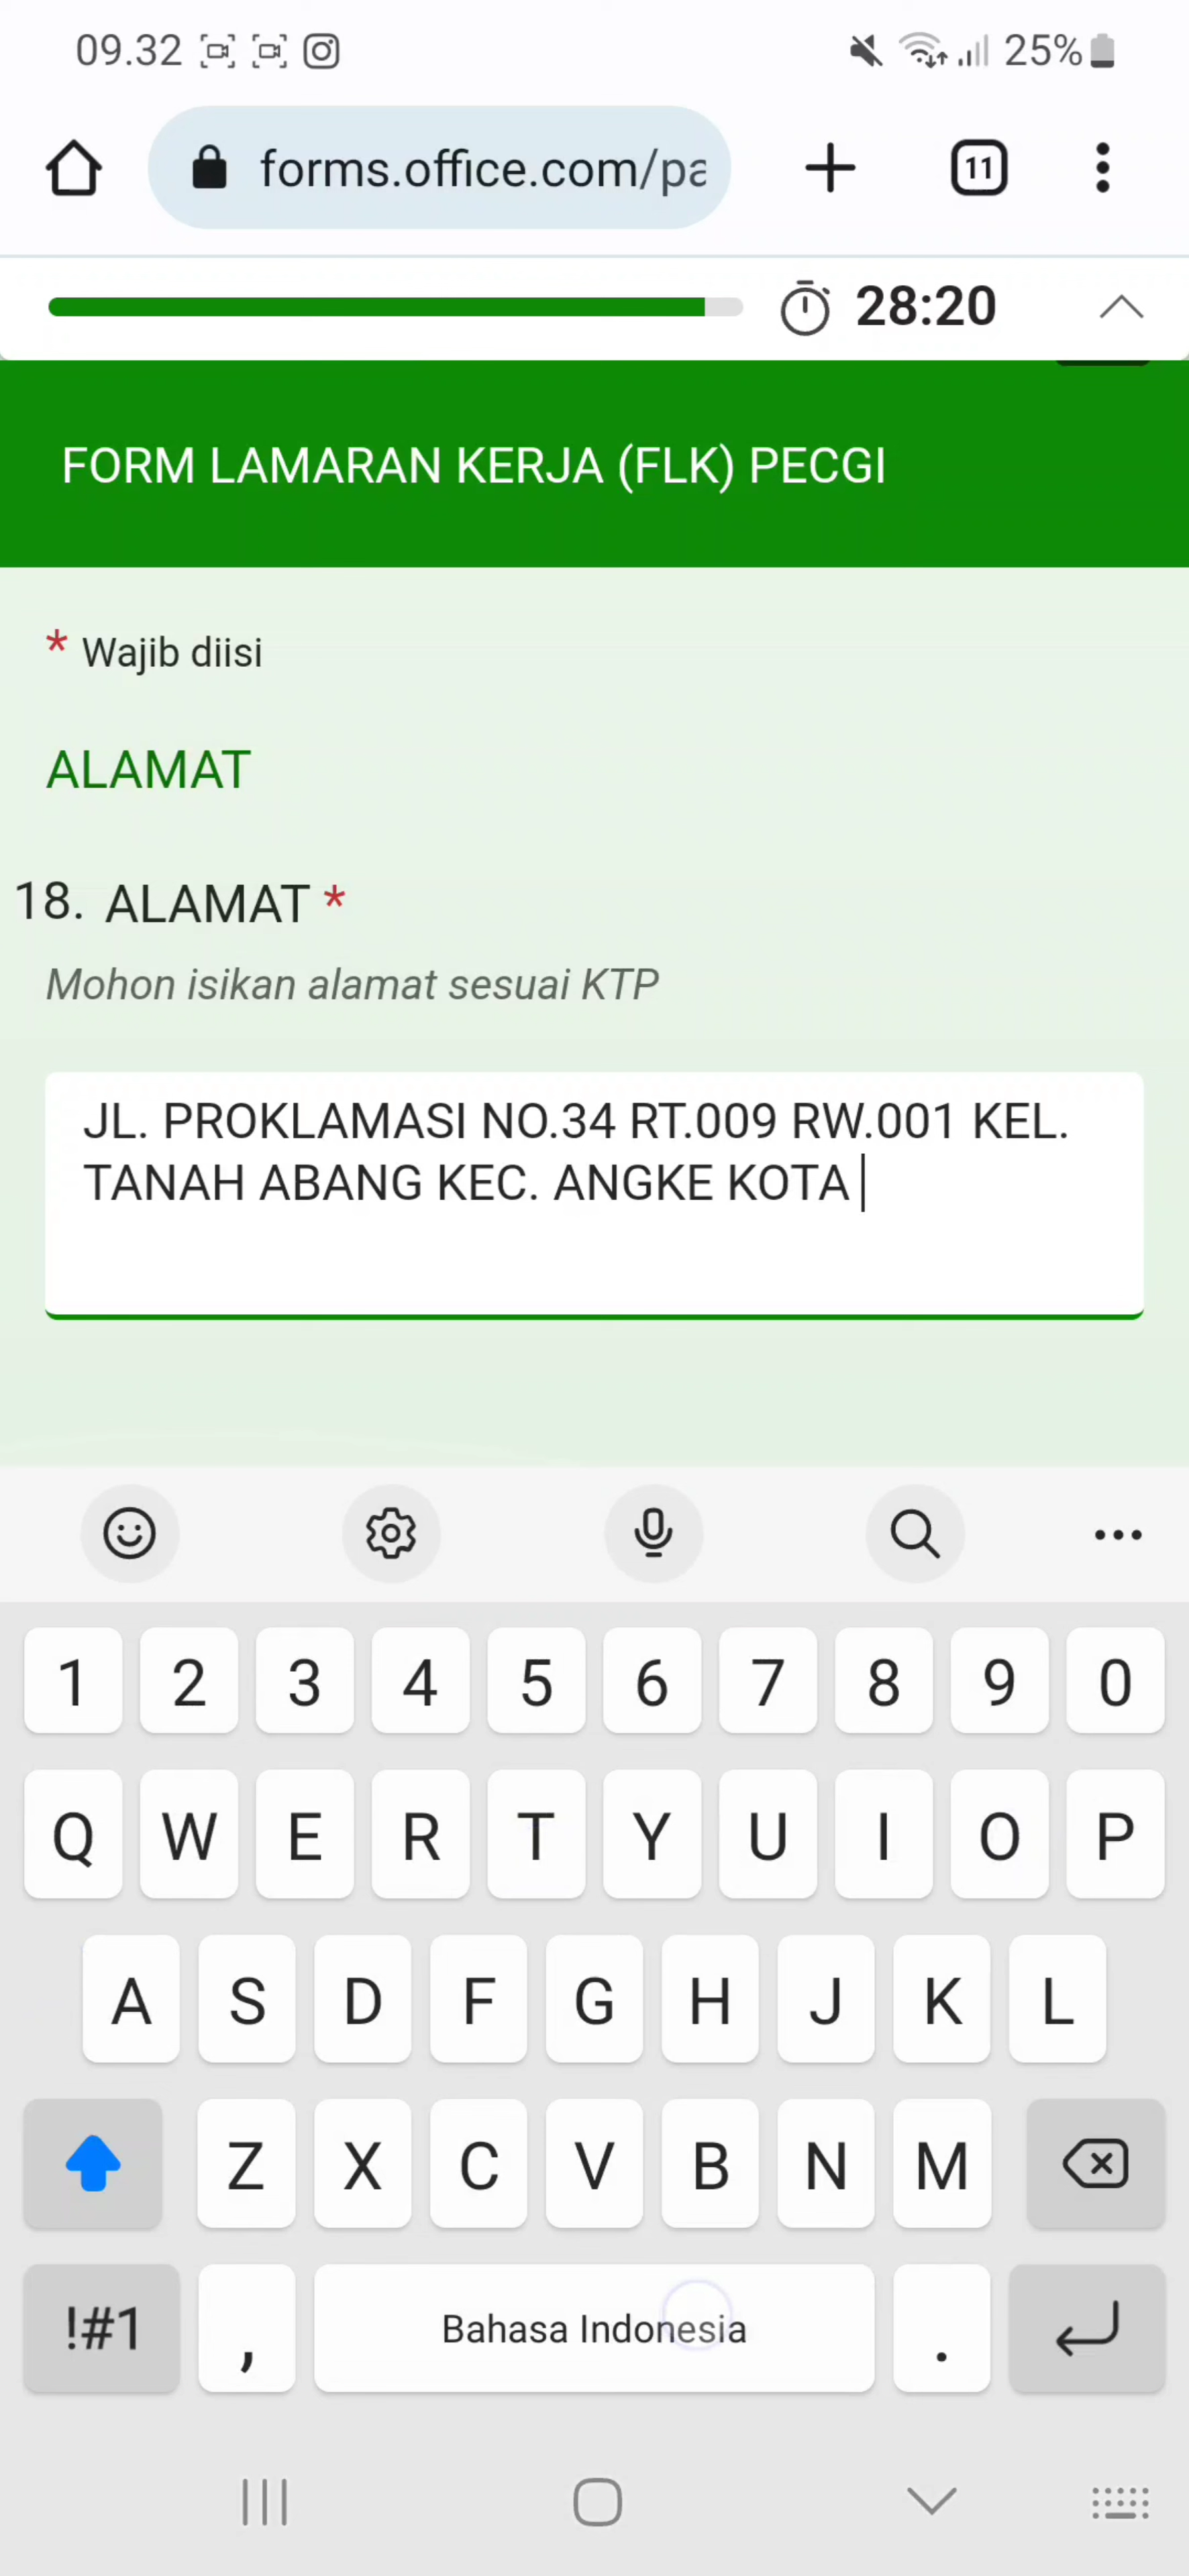 09.32
25%
forms.office.com/pa
11
28:20
FORM LAMARAN KERJA (FLK) PECGI
* Wajib diisi
ALAMAT
18. ALAMAT *
Mohon isikan alamat sesuai KTP
JL. PROKLAMASI NO.34 RT.009 RW.001 KEL.
TANAH ABANG KEC. ANGKE KOTA
1 2 3 4 5 6 7 8 9 0
Q W E R T Y U I O P
A S D F G H J K L
Z X C V B N M
!#1 , Bahasa Indonesia .